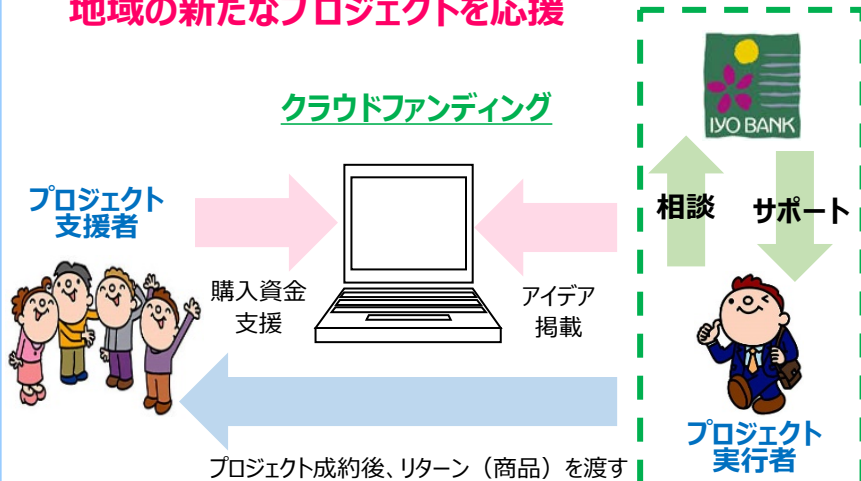 地域の新たなプロジェクトを応援
クラウドファンディング
IYO BANK
プロジェクト
支援者
相談
サポート
購入資金
支援
アイデア
掲載
プロジェクト
実行者
プロジェクト成約後、リターン（商品）を渡す